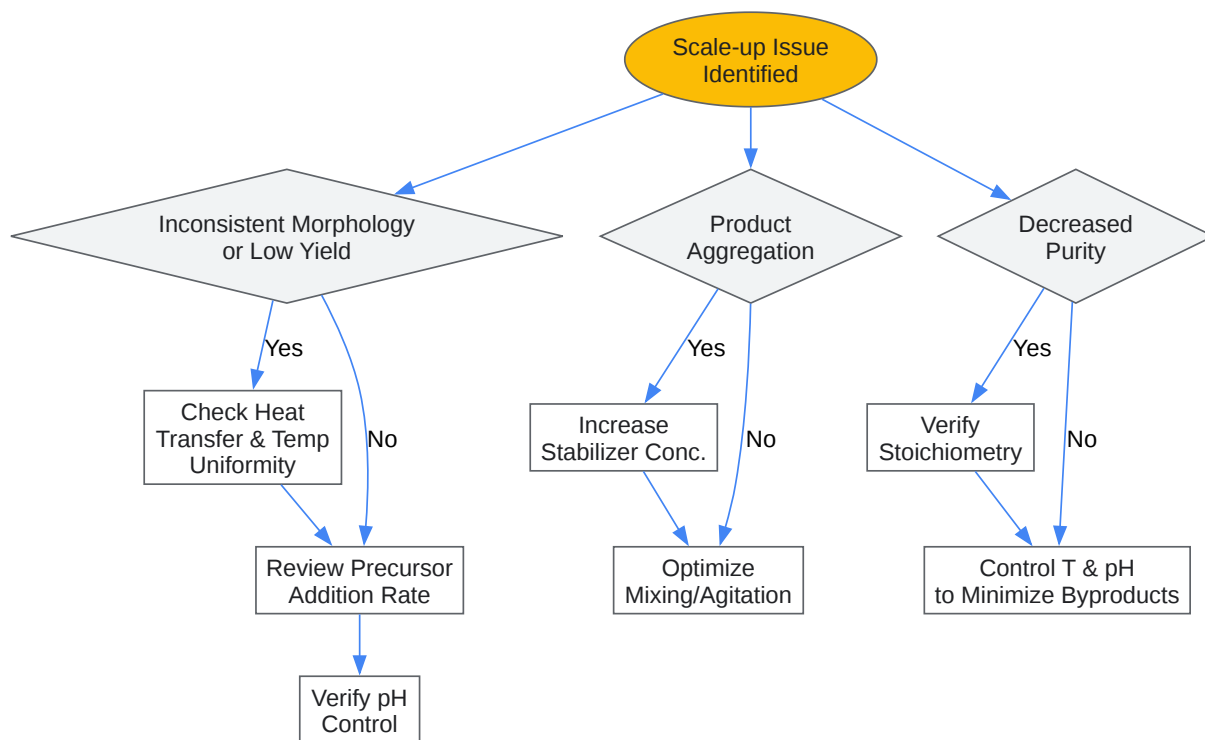 Scale-up Issue
Identified
Inconsistent Morphology
or Low Yield
Product
Aggregation
Decreased
Purity
Yes
Yes
Yes
Check Heat
Transfer & Temp
Uniformity
No
Increase
Stabilizer Conc.
No
Verify
Stoichiometry
No
Review Precursor
Addition Rate
Optimize
Mixing/Agitation
Control T & pH
to Minimize Byproducts
Verify pH
Control